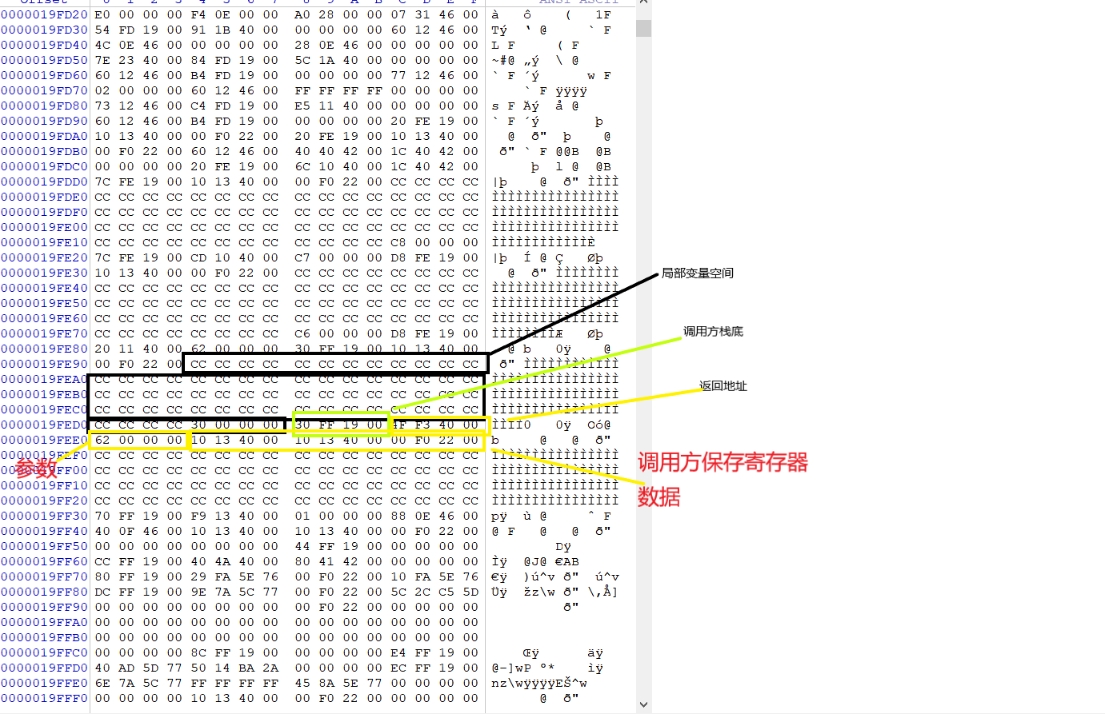 Offset 0 1 2 3 4 5 6 7 8 9 A B C D E F ANSI ASCII
0000019FD20 E0 00 00 00 F4 0E 00 00 A0 28 00 00 07 31 46 00 à ô ( 1F
0000019FD30 54 FD 19 00 91 1B 40 00 00 00 00 00 60 12 46 00 Tý ‘ @ ` F
0000019FD40 4C 0E 46 00 00 00 00 00 28 0E 46 00 00 00 00 00 L F ( F
0000019FD50 7E 23 40 00 84 FD 19 00 5C 1A 40 00 00 00 00 00 ~#@ „ý \ @
0000019FD60 60 12 46 00 B4 FD 19 00 00 00 00 00 77 12 46 00 ` F ´ý w F
0000019FD70 02 00 00 00 60 12 46 00 FF FF FF FF 00 00 00 00 ` F ÿÿÿÿ
0000019FD80 73 12 46 00 C4 FD 19 00 E5 11 40 00 00 00 00 00 s F Äý å @
0000019FD90 60 12 46 00 B4 FD 19 00 00 00 00 00 20 FE 19 00 ` F ´ý þ
0000019FDA0 10 13 40 00 00 F0 22 00 20 FE 19 00 10 13 40 00 @ ð" þ @
0000019FDB0 00 F0 22 00 60 12 46 00 40 40 42 00 1C 40 42 00 ð" ` F @@B @B
0000019FDC0 00 00 00 00 20 FE 19 00 6C 10 40 00 1C 40 42 00 þ l @ @B
0000019FDD0 7C FE 19 00 10 13 40 00 00 F0 22 00 CC CC CC CC |þ @ ð" ÌÌÌÌ
0000019FDE0 CC CC CC CC CC CC CC CC CC CC CC CC CC CC CC CC ÌÌÌÌÌÌÌÌÌÌÌÌÌÌÌÌ
0000019FDF0 CC CC CC CC CC CC CC CC CC CC CC CC CC CC CC CC ÌÌÌÌÌÌÌÌÌÌÌÌÌÌÌÌ
0000019FE00 CC CC CC CC CC CC CC CC CC CC CC CC CC CC CC CC ÌÌÌÌÌÌÌÌÌÌÌÌÌÌÌÌ
0000019FE10 CC CC CC CC CC CC CC CC CC CC CC CC C8 00 00 00 ÌÌÌÌÌÌÌÌÌÌÌÌÈ
0000019FE20 7C FE 19 00 CD 10 40 00 C7 00 00 00 D8 FE 19 00 |þ Í @ Ç Øþ
0000019FE30 10 13 40 00 00 F0 22 00 CC CC CC CC CC CC CC CC @ ð" ÌÌÌÌÌÌÌÌ
0000019FE40 CC CC CC CC CC CC CC CC CC CC CC CC CC CC CC CC ÌÌÌÌÌÌÌÌÌÌÌÌÌÌÌÌ
0000019FE50 CC CC CC CC CC CC CC CC CC CC CC CC CC CC CC CC ÌÌÌÌÌÌÌÌÌÌÌÌÌÌÌÌ
0000019FE60 CC CC CC CC CC CC CC CC CC CC CC CC CC CC CC CC ÌÌÌÌÌÌÌÌÌÌÌÌÌÌÌÌ
0000019FE70 CC CC CC CC CC CC CC CC C6 00 00 00 D8 FE 19 00 ÌÌÌÌÌÌÌÌÆ Øþ
0000019FE80 20 11 40 00 62 00 00 00 30 FF 19 00 10 13 40 00 @ b 0ÿ @
0000019FE90 00 F0 22 00 CC CC CC CC CC CC CC CC CC CC CC CC ð" ÌÌÌÌÌÌÌÌÌÌÌÌ
0000019FEA0 CC CC CC CC CC CC CC CC CC CC CC CC CC CC CC CC ÌÌÌÌÌÌÌÌÌÌÌÌÌÌÌÌ
0000019FEB0 CC CC CC CC CC CC CC CC CC CC CC CC CC CC CC CC ÌÌÌÌÌÌÌÌÌÌÌÌÌÌÌÌ
0000019FEC0 CC CC CC CC CC CC CC CC CC CC CC CC CC CC CC CC ÌÌÌÌÌÌÌÌÌÌÌÌÌÌÌÌ
0000019FED0 CC CC CC CC 30 00 00 00 30 FF 19 00 4F F3 40 00 ÌÌÌÌ0 0ÿ Oó@
0000019FEE0 62 00 00 00 10 13 40 00 10 13 40 00 00 F0 22 00 b @ @ ð"
0000019FEF0 CC CC CC CC CC CC CC CC CC CC CC CC CC CC CC CC ÌÌÌÌÌÌÌÌÌÌÌÌÌÌÌÌ
0000019FF00 CC CC CC CC CC CC CC CC CC CC CC CC CC CC CC CC ÌÌÌÌÌÌÌÌÌÌÌÌÌÌÌÌ
0000019FF10 CC CC CC CC CC CC CC CC CC CC CC CC CC CC CC CC ÌÌÌÌÌÌÌÌÌÌÌÌÌÌÌÌ
0000019FF20 CC CC CC CC CC CC CC CC CC CC CC CC CC CC CC CC ÌÌÌÌÌÌÌÌÌÌÌÌÌÌÌÌ
0000019FF30 70 FF 19 00 F9 13 40 00 01 00 00 00 88 0E 46 00 pÿ ù @ ˆ F
0000019FF40 40 0F 46 00 10 13 40 00 10 13 40 00 00 F0 22 00 @ F @ @ ð"
0000019FF50 00 00 00 00 00 00 00 00 44 FF 19 00 00 00 00 00 Dÿ
0000019FF60 CC FF 19 00 40 4A 40 00 80 41 42 00 00 00 00 00 Ìÿ @J@ €AB
0000019FF70 80 FF 19 00 29 FA 5E 76 00 F0 22 00 10 FA 5E 76 €ÿ )ú^v ð" ú^v
0000019FF80 DC FF 19 00 9E 7A 5C 77 00 F0 22 00 5C 2C C5 5D Üÿ žz\w ð" \,Å]
0000019FF90 00 00 00 00 00 00 00 00 00 F0 22 00 00 00 00 00 ð"
0000019FFA0 00 00 00 00 00 00 00 00 00 00 00 00 00 00 00 00
0000019FFB0 00 00 00 00 00 00 00 00 00 00 00 00 00 00 00 00
0000019FFC0 00 00 00 00 8C FF 19 00 00 00 00 00 E4 FF 19 00 Œÿ äÿ
0000019FFD0 40 AD 5D 77 50 14 BA 2A 00 00 00 00 EC FF 19 00 @-]wP º* ìÿ
0000019FFE0 6E 7A 5C 77 FF FF FF FF 45 8A 5E 77 00 00 00 00 nz\wÿÿÿÿEŠ^w
0000019FFF0 00 00 00 00 10 13 40 00 00 F0 22 00 00 00 00 00 @ ð"
局部变量空间
调用方栈底
返回地址
参数
调用方保存寄存器
数据